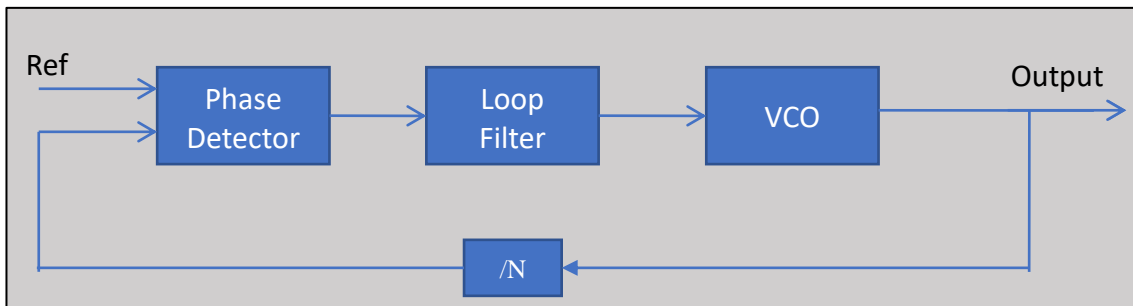 Ref
Phase
Detector
Loop
Filter
VCO
Output
/N